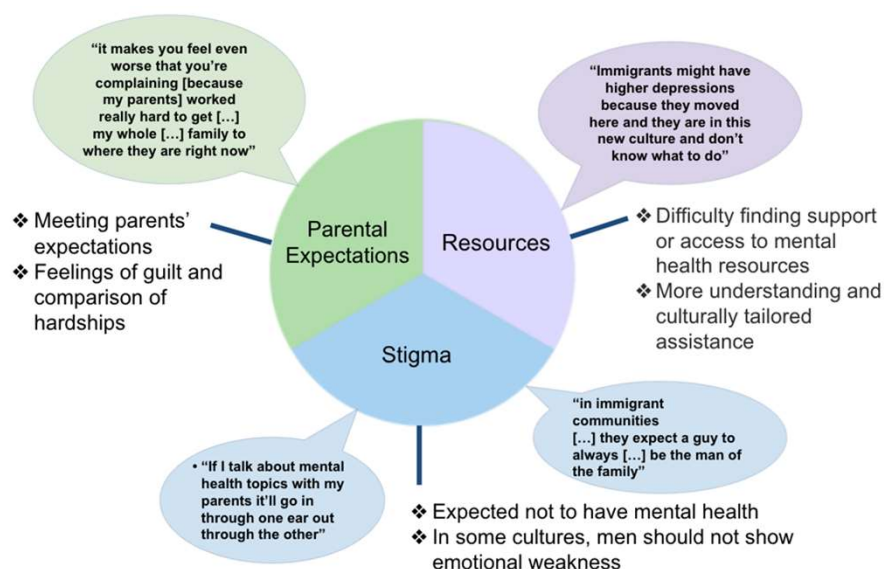 “it makes you feel even
worse that you’re
complaining [because
my parents] worked
really hard to get […]
my whole […] family to
where they are right now”
“Immigrants might have
higher depressions
because they moved
here and they are in this
new culture and don’t
know what to do”
❖ Meeting parents’
expectations
❖ Feelings of guilt and
comparison of
hardships
Parental
Expectations
Resources
Stigma
❖ Difficulty finding support
or access to mental
health resources
❖ More understanding and
culturally tailored
assistance
• “If I talk about mental
health topics with my
parents it’ll go in
through one ear out
through the other”
“in immigrant
communities
[…] they expect a guy to
always […] be the man of
the family”
❖ Expected not to have mental health
❖ In some cultures, men should not show
emotional weakness